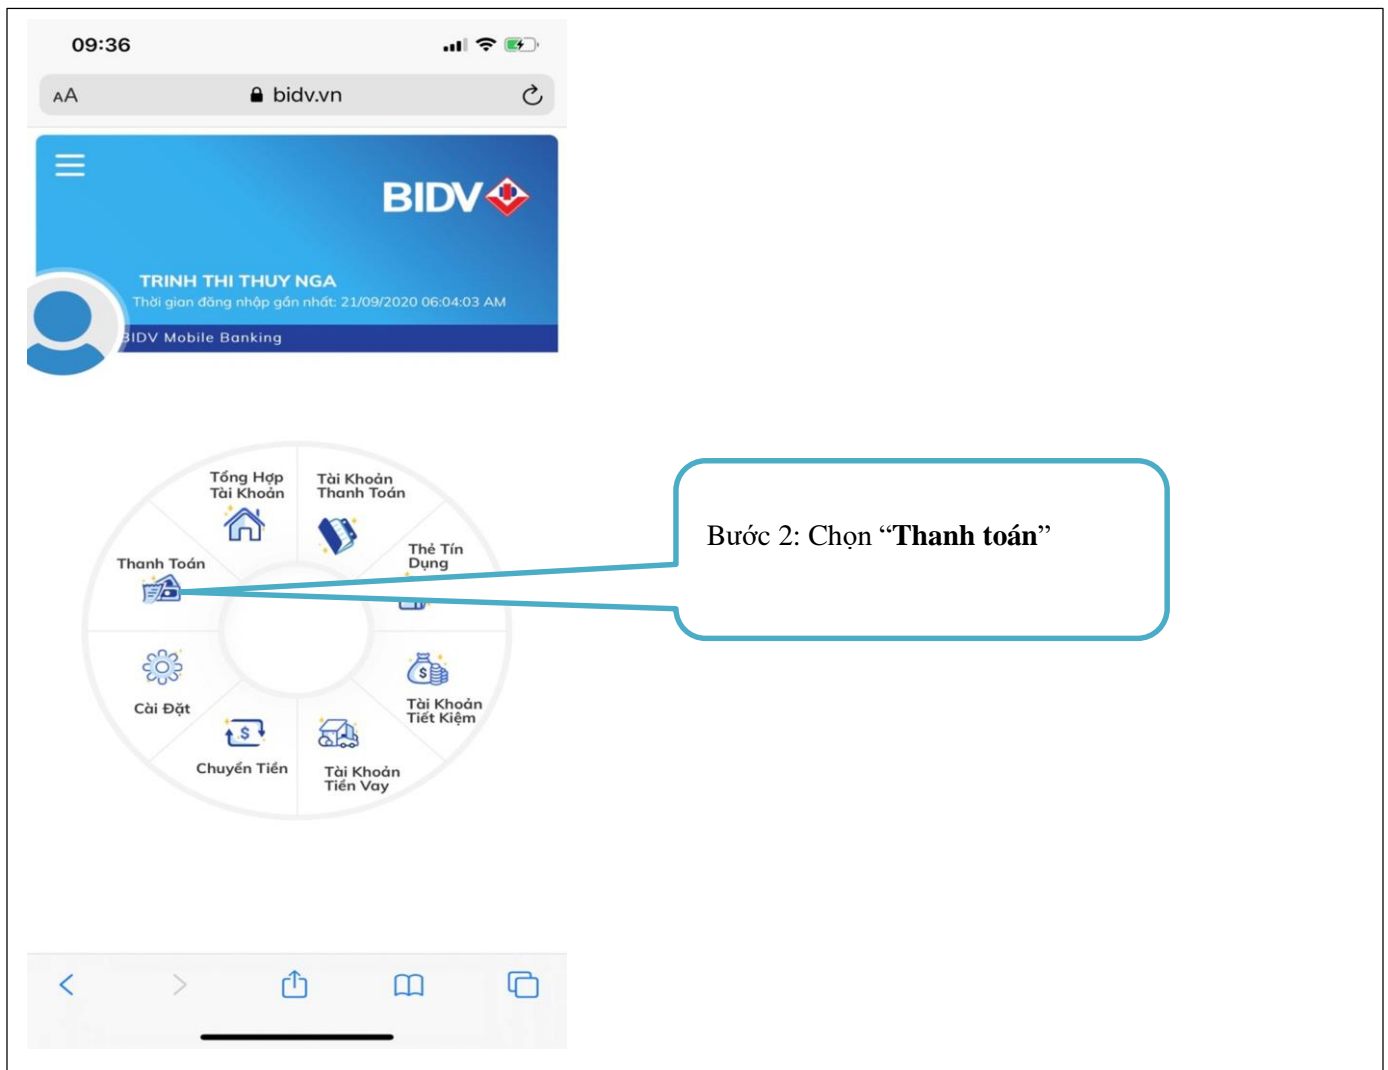 09:36
AA
bidv.vn
BIDV
TRINH THI THUY NGA
Thời gian đăng nhập gần nhất: 21/09/2020 06:04:03 AM
BIDV Mobile Banking
Tổng Hợp
Tài Khoản
Tài Khoản
Thanh Toán
Thanh Toán
Thẻ Tín
Dụng
Bước 2: Chọn “Thanh toán”
Cài Đặt
Tài Khoản
Tiết Kiệm
Chuyển Tiền
Tài Khoản
Tiền Vay